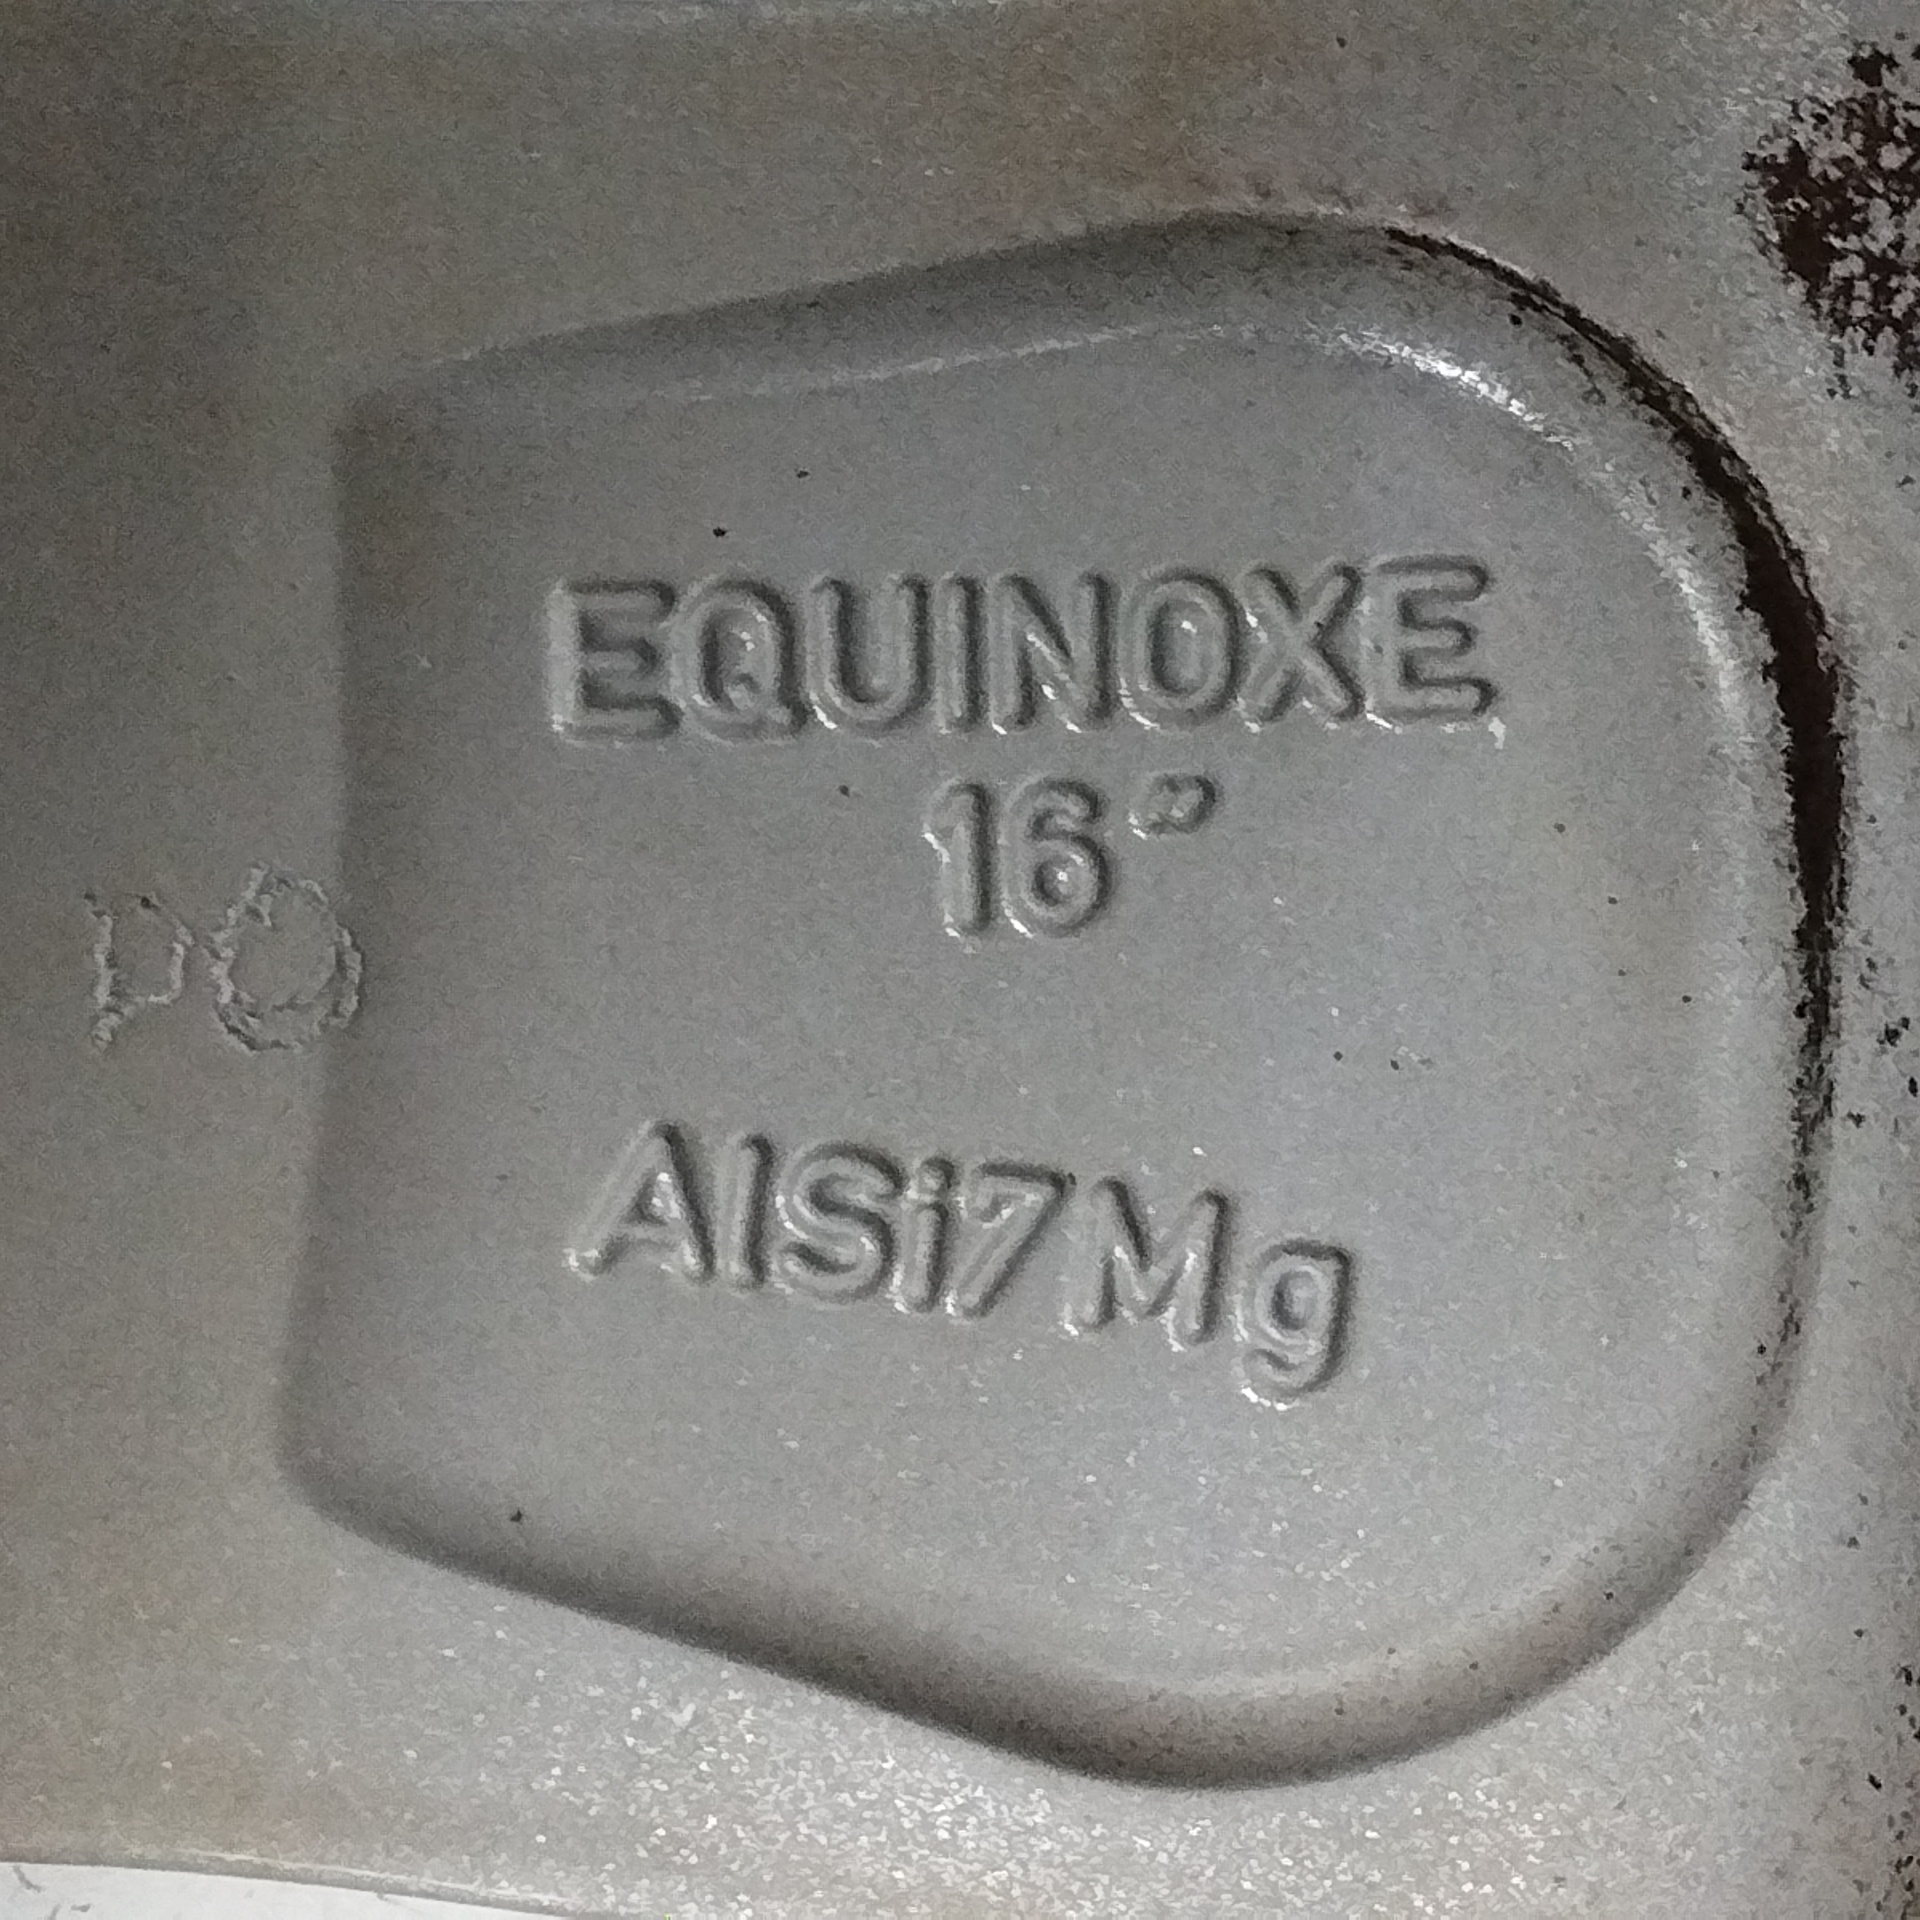 EQUINOXE
16"
AlSi7Mg